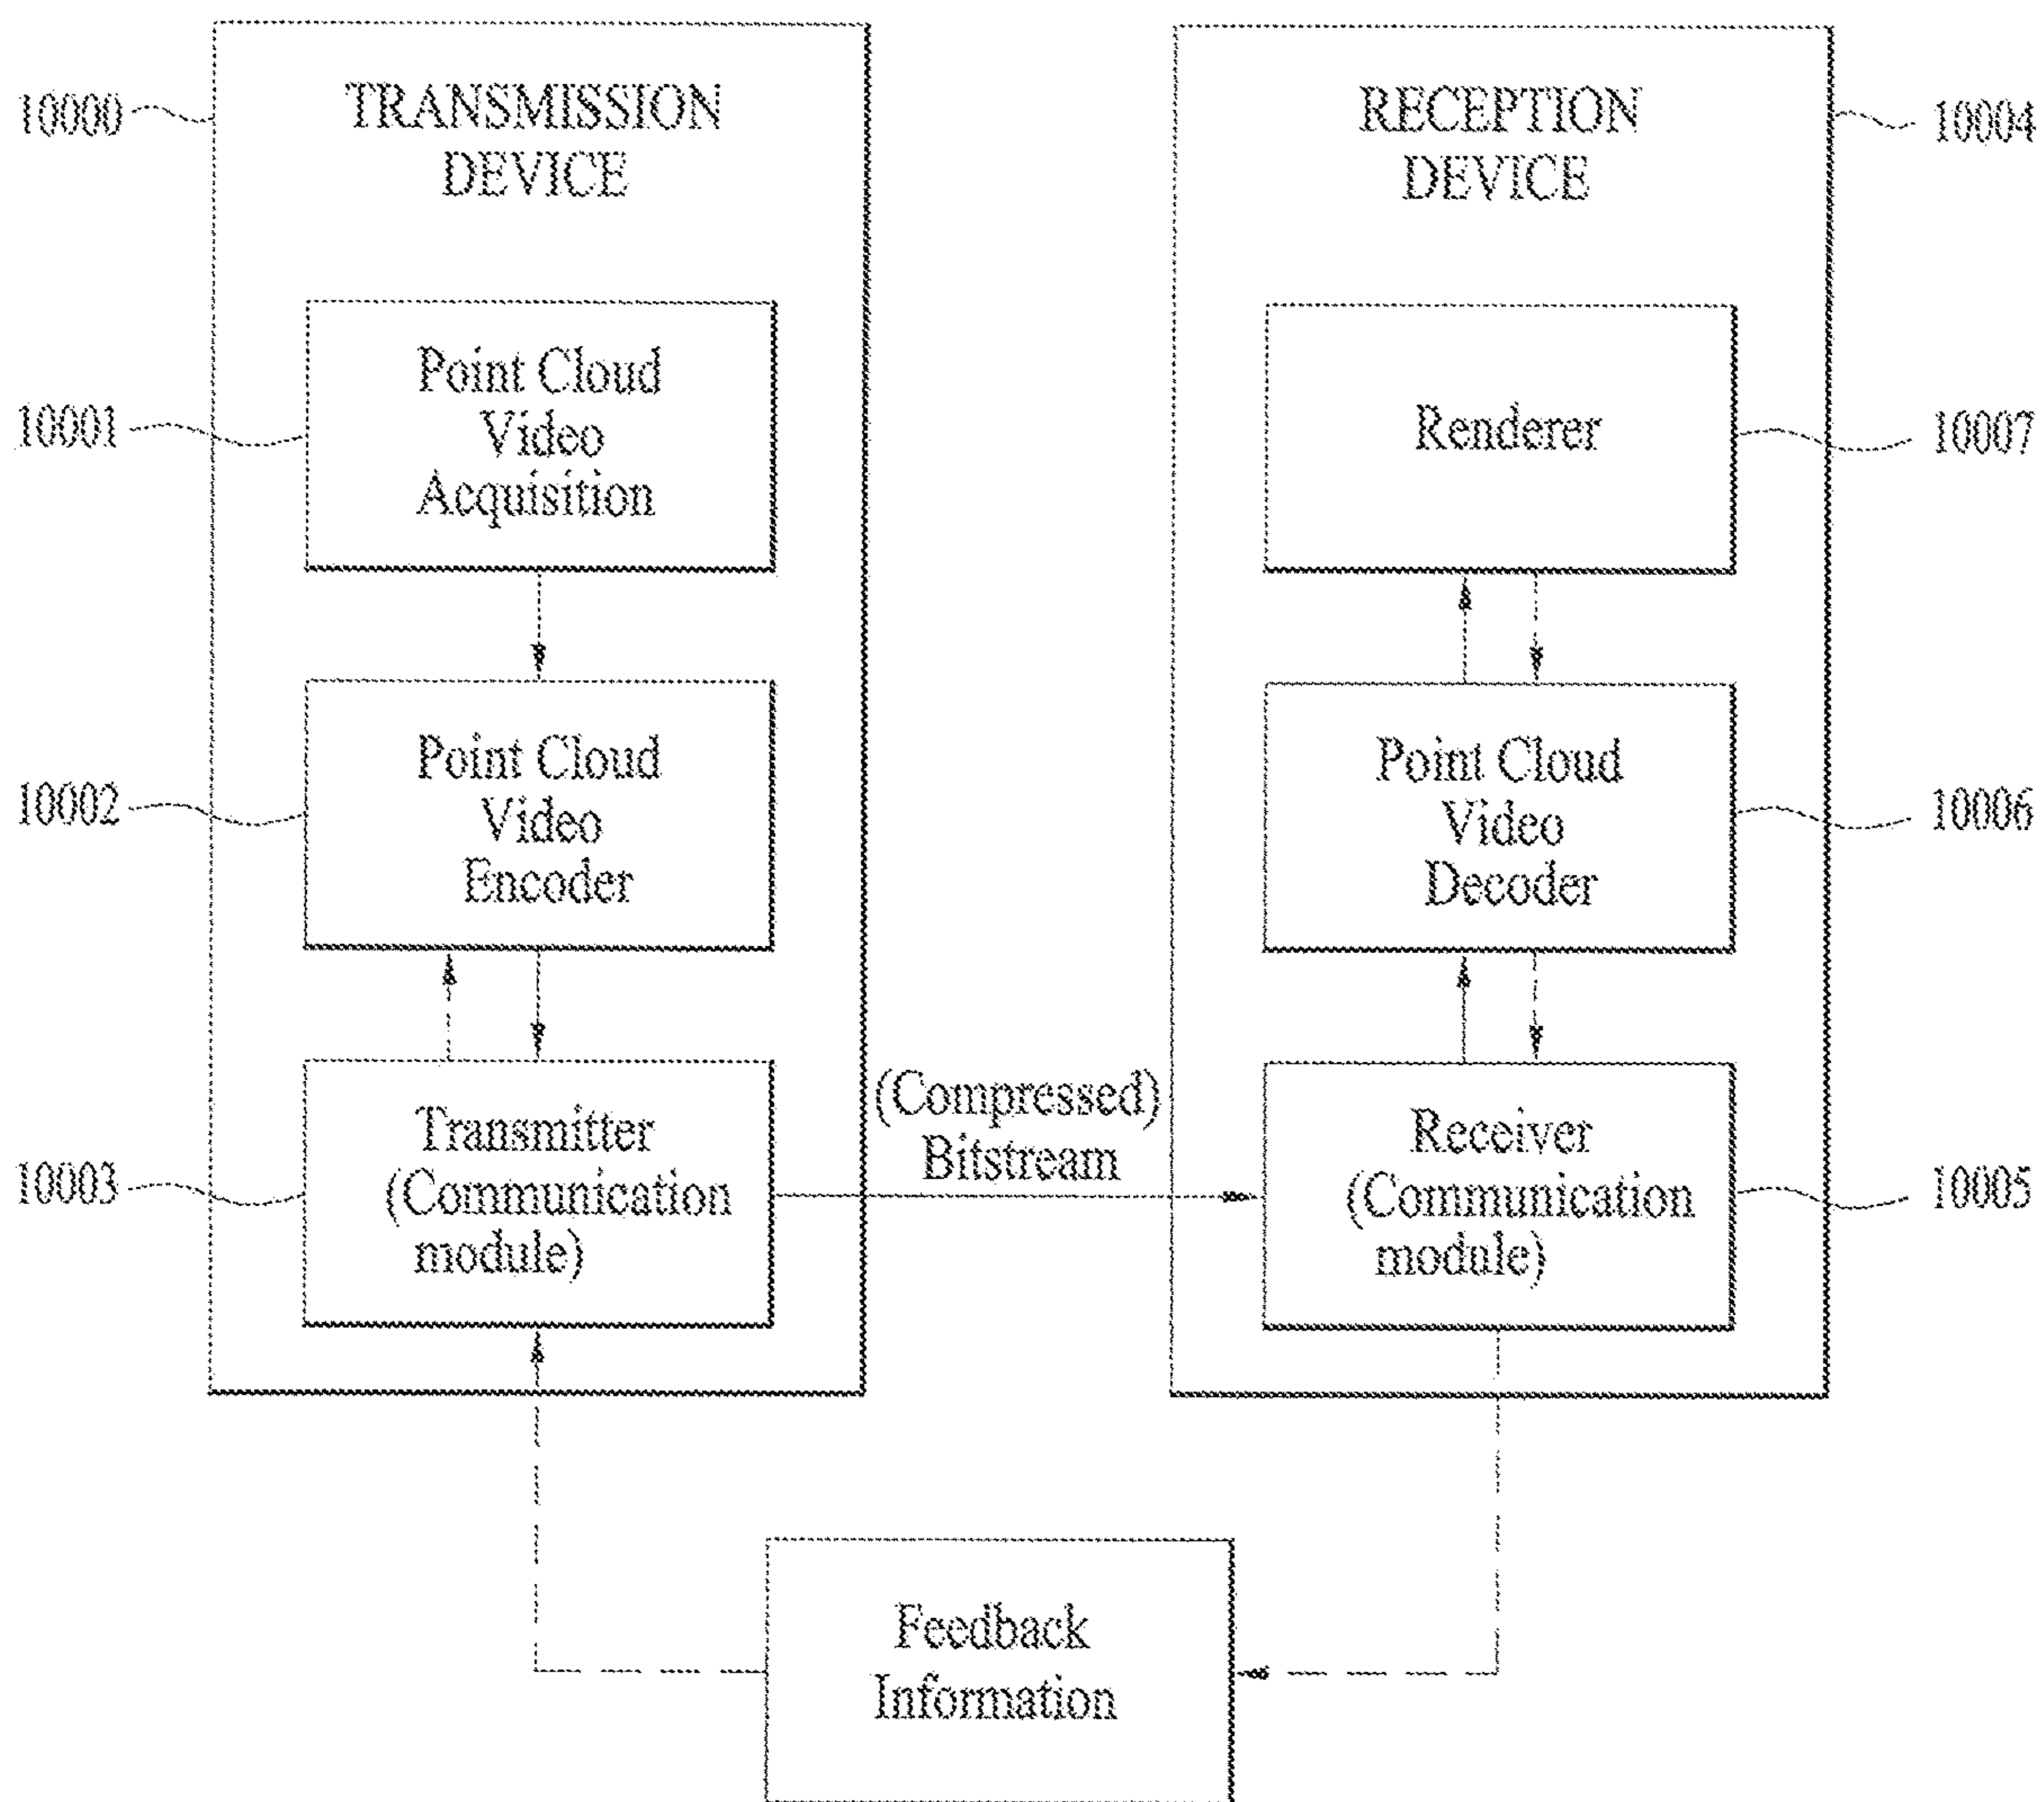 10000
TRANSMISSION
DEVICE
10001
Point Cloud
Video
Acquisition
10002
Point Cloud
Video
Encoder
10003
Transmitter
(Communication
module)
(Compressed)
Bitstream
RECEPTION
DEVICE
10004
Renderer
10007
Point Cloud
Video
Decoder
10006
Receiver
(Communication
module)
10005
Feedback
Information